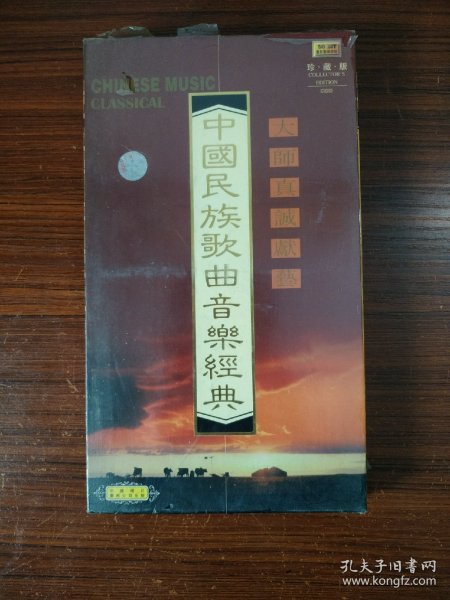 珍·藏·版
COLLECTOR'S
EDITION
CHINESE MUSIC
CLASSICAL
中國民族歌曲音樂經典
大師真誠獻藝
孔夫子旧书网
www.kongfz.com